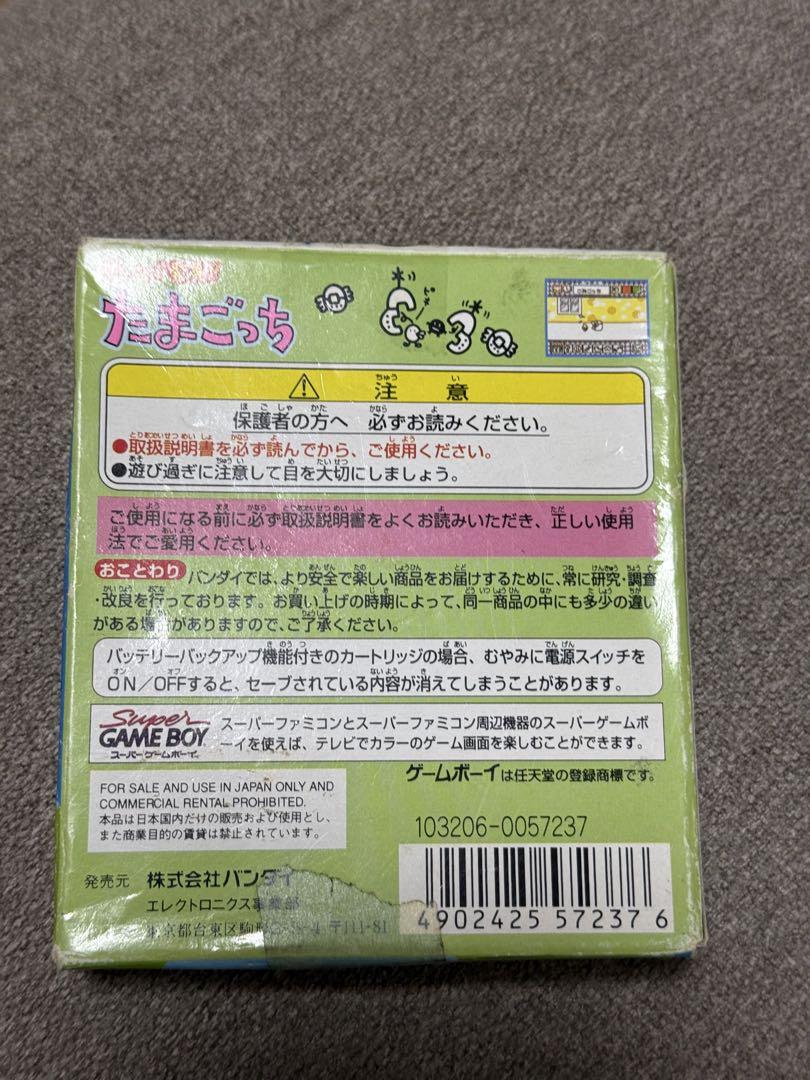 たまごっち
注意
保護者の方へ 必ずお読みください。
●取扱説明書を必ず読んでから、ご使用ください。
●遊び過ぎに注意して目を大切にしましょう。
ご使用になる前に必ず取扱説明書をよくお読みいただき、正しい使用
法でご愛用ください。
おことわり バンダイでは、より安全で楽しい商品をお届けするために、常に研究・調査
・改良を行っております。お買い上げの時期によって、同一商品の中にも多少の違い
がある場合がありますので、ご了承ください。
バッテリーバックアップ機能付きのカートリッジの場合、むやみに電源スイッチを
ON/OFFすると、セーブされている内容が消えてしまうことがあります。
Super
GAME BOY
スーパーゲームボーイ
スーパーファミコンとスーパーファミコン周辺機器のスーパーゲームボ
ーイを使えば、テレビでカラーのゲーム画面を楽しむことができます。
ゲームボーイは任天堂の登録商標です。
FOR SALE AND USE IN JAPAN ONLY AND
COMMERCIAL RENTAL PROHIBITED.
本品は日本国内だけの販売および使用とし、
また商業目的の賃貸は禁止されています。
103206-0057237
発売元 株式会社バンダイ
エレクトロニクス事業部
東京都台東区駒形 〒111-81
4902425572376